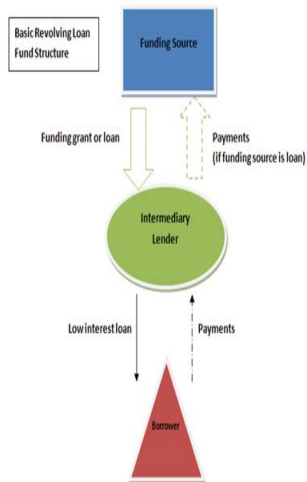 Basic Revolving Loan
Fund Structure
Funding Source
Funding grant or loan
Payments
(if funding source is loan)
Intermediary
Lender
Low interest loan
Payments
Borrower